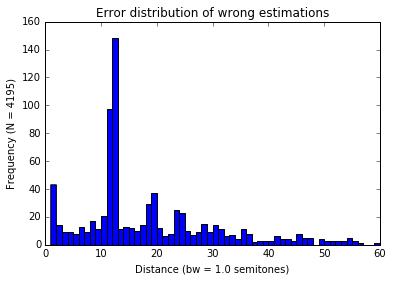 Error distribution of wrong estimations
160
140
120
100
80
60
40
20
0
Frequency (N = 4195)
0 10 20 30 40 50 60
Distance (bw = 1.0 semitones)